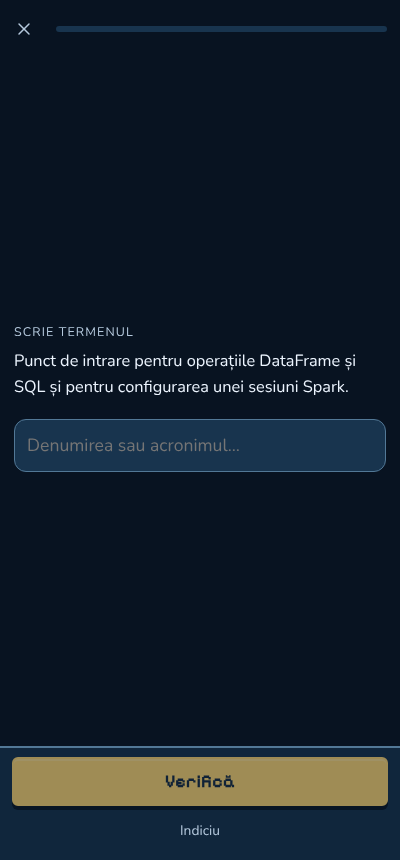 SCRIE TERMENUL
Punct de intrare pentru operațiile DataFrame și
SQL și pentru configurarea unei sesiuni Spark.
Denumirea sau acronimul...
Verifică
Indiciu